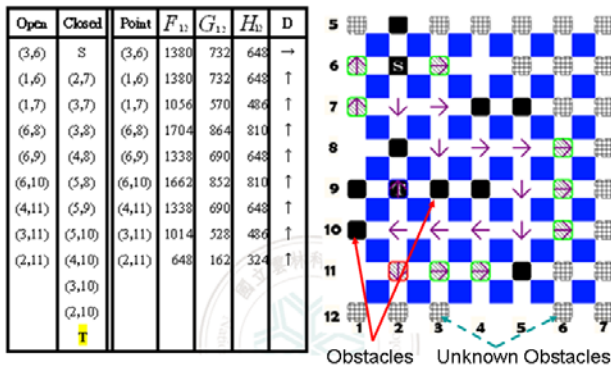 Open Closed Point F12 G12 H12 D
(3,6) S (3,6) 1380 732 648 →
(1,6) (2,7) (1,6) 1380 732 648 ↑
(1,7) (3,7) (1,7) 1056 570 486 ↑
(6,8) (3,8) (6,8) 1704 864 810 ↑
(6,9) (4,8) (6,9) 1338 690 648 ↑
(6,10) (5,8) (6,10) 1662 852 810 ↑
(4,11) (5,9) (4,11) 1338 690 648 ↑
(3,11) (5,10) (3,11) 1014 528 486 ↑
(2,11) (4,10) (2,11) 648 162 324 ↑
(3,10)
(2,10)
T
5
6 S
7
8
9 T
10
11
12
1 2 3 4 5 6 7
Obstacles Unknown Obstacles